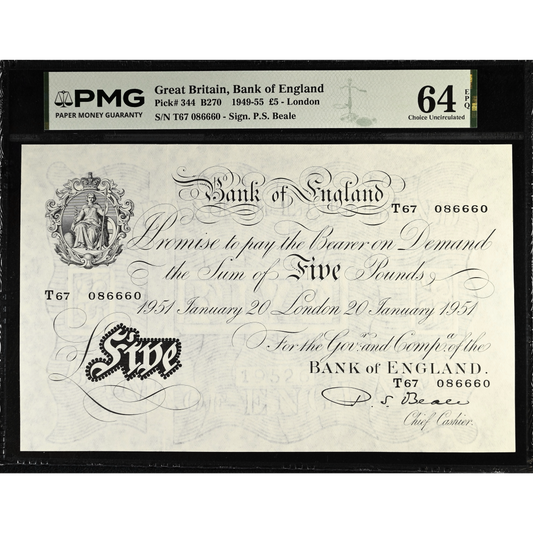 PMG
PAPER MONEY GUARANTY
Great Britain, Bank of England
Pick# 344 B270 1949-55 £5 - London
S/N T67 086660 - Sign. P.S. Beale
64 EPQ
Choice Uncirculated
Bank of England
T67 086660
I Promise to pay the Bearer on Demand
the Sum of Five Pounds
T67 086660
1951 January 20 London 20 January 1951
For the Govr. and Compa. of the
BANK of ENGLAND.
Five
T67 086660
P. S. Beale
Chief Cashier.